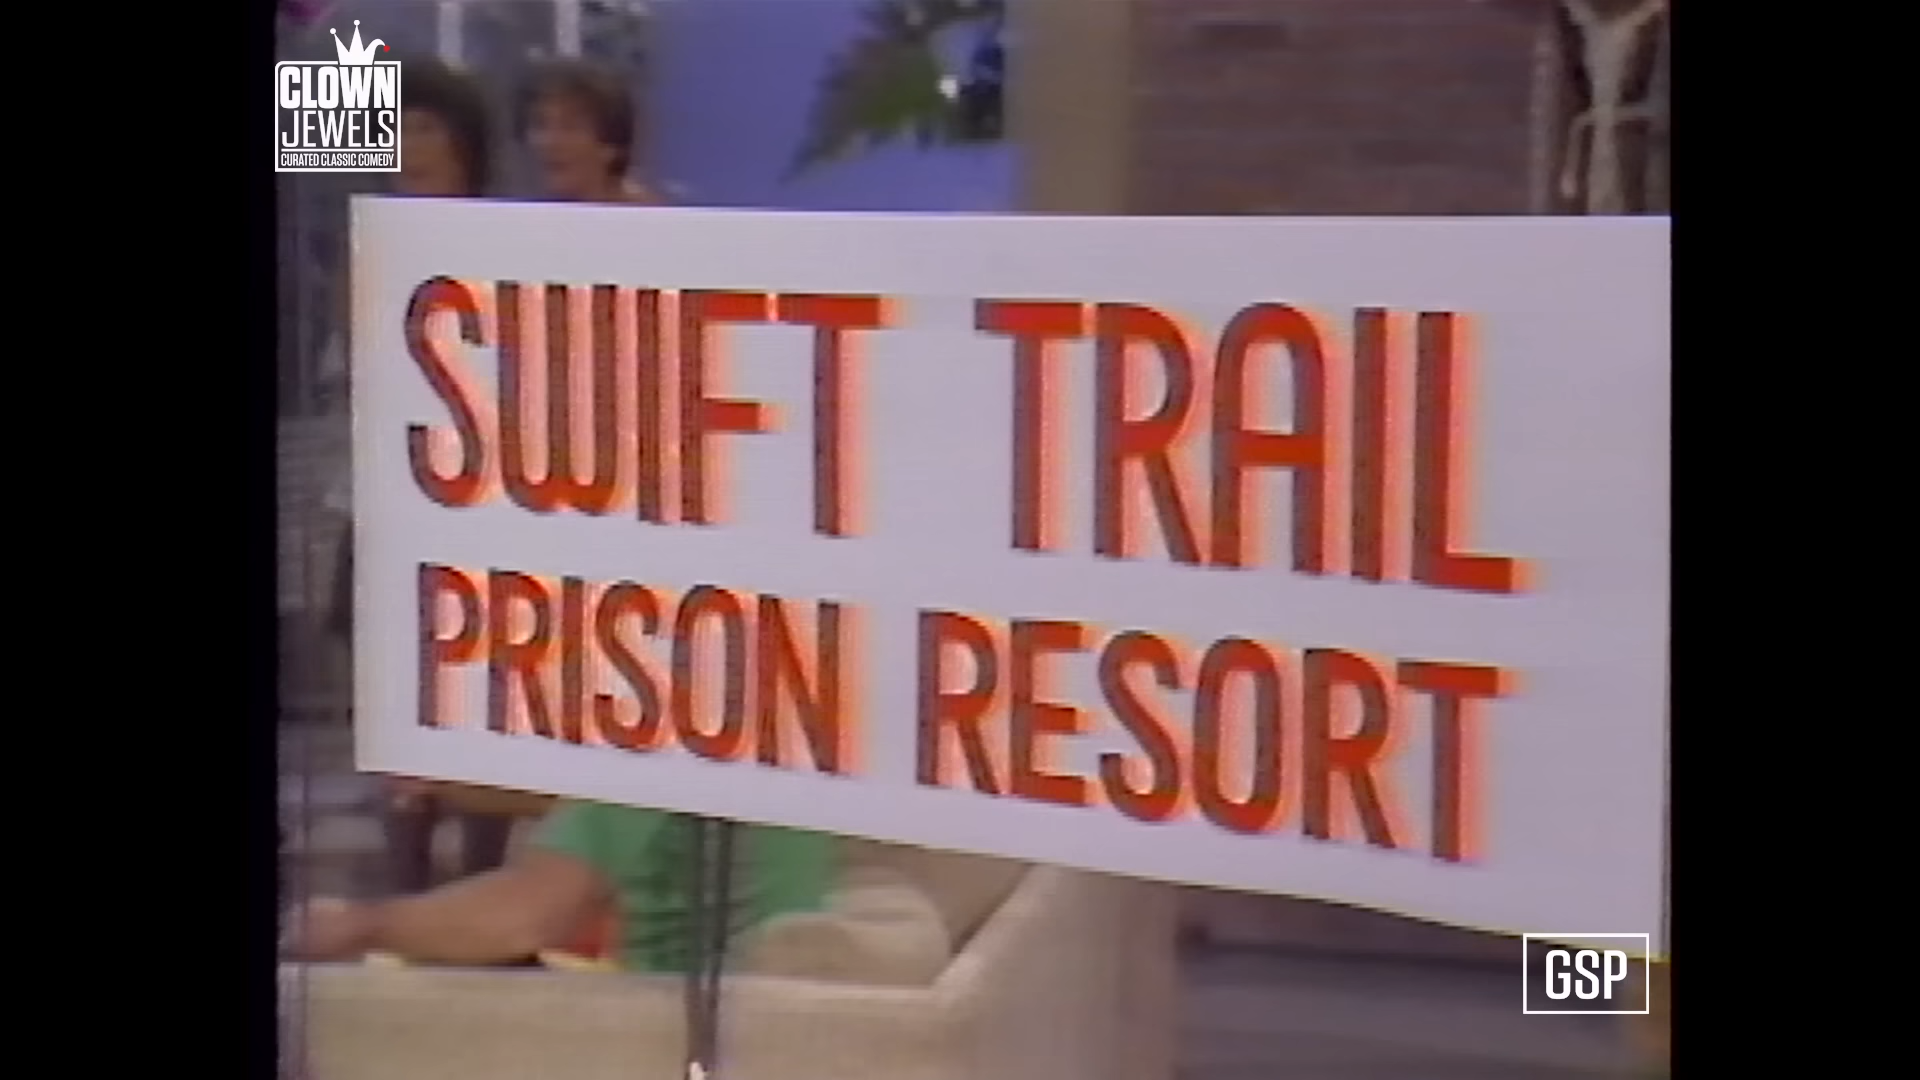 CLOWN
JEWELS
CURATED CLASSIC COMEDY
SWIFT TRAIL
PRISON RESORT
GSP